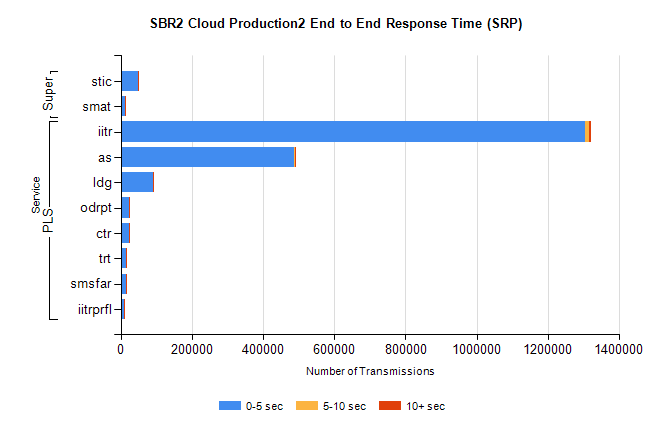 SBR2 Cloud Production2 End to End Response Time (SRP)
Super
stic
smat
Service
PLS
iitr
as
ldg
odrpt
ctr
trt
smsfar
iitrprfl
0 200000 400000 600000 800000 1000000 1200000 1400000
Number of Transmissions
0-5 sec 5-10 sec 10+ sec